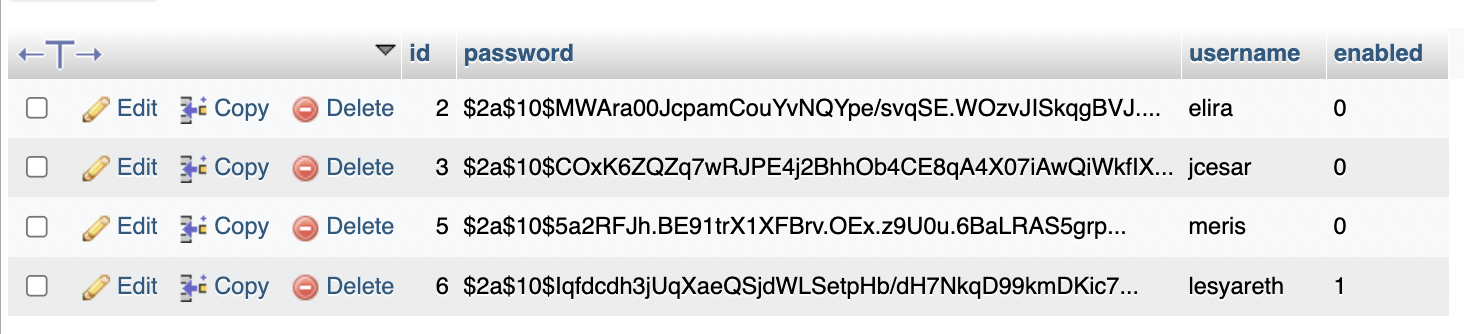 id password username enabled
Edit Copy Delete 2 $2a$10$MWAra00JcpamCouYvNQYpe/svqSE.WOzvJISkqgBVJ.... elira 0
Edit Copy Delete 3 $2a$10$COxK6ZQZq7wRJPE4j2BhhOb4CE8qA4X07iAwQiWkfIX... jcesar 0
Edit Copy Delete 5 $2a$10$5a2RFJh.BE91trX1XFBrv.OEx.z9U0u.6BaLRAS5grp... meris 0
Edit Copy Delete 6 $2a$10$Iqfdcdh3jUqXaeQSjdWLSetpHb/dH7NkqD99kmDKic7... lesyareth 1